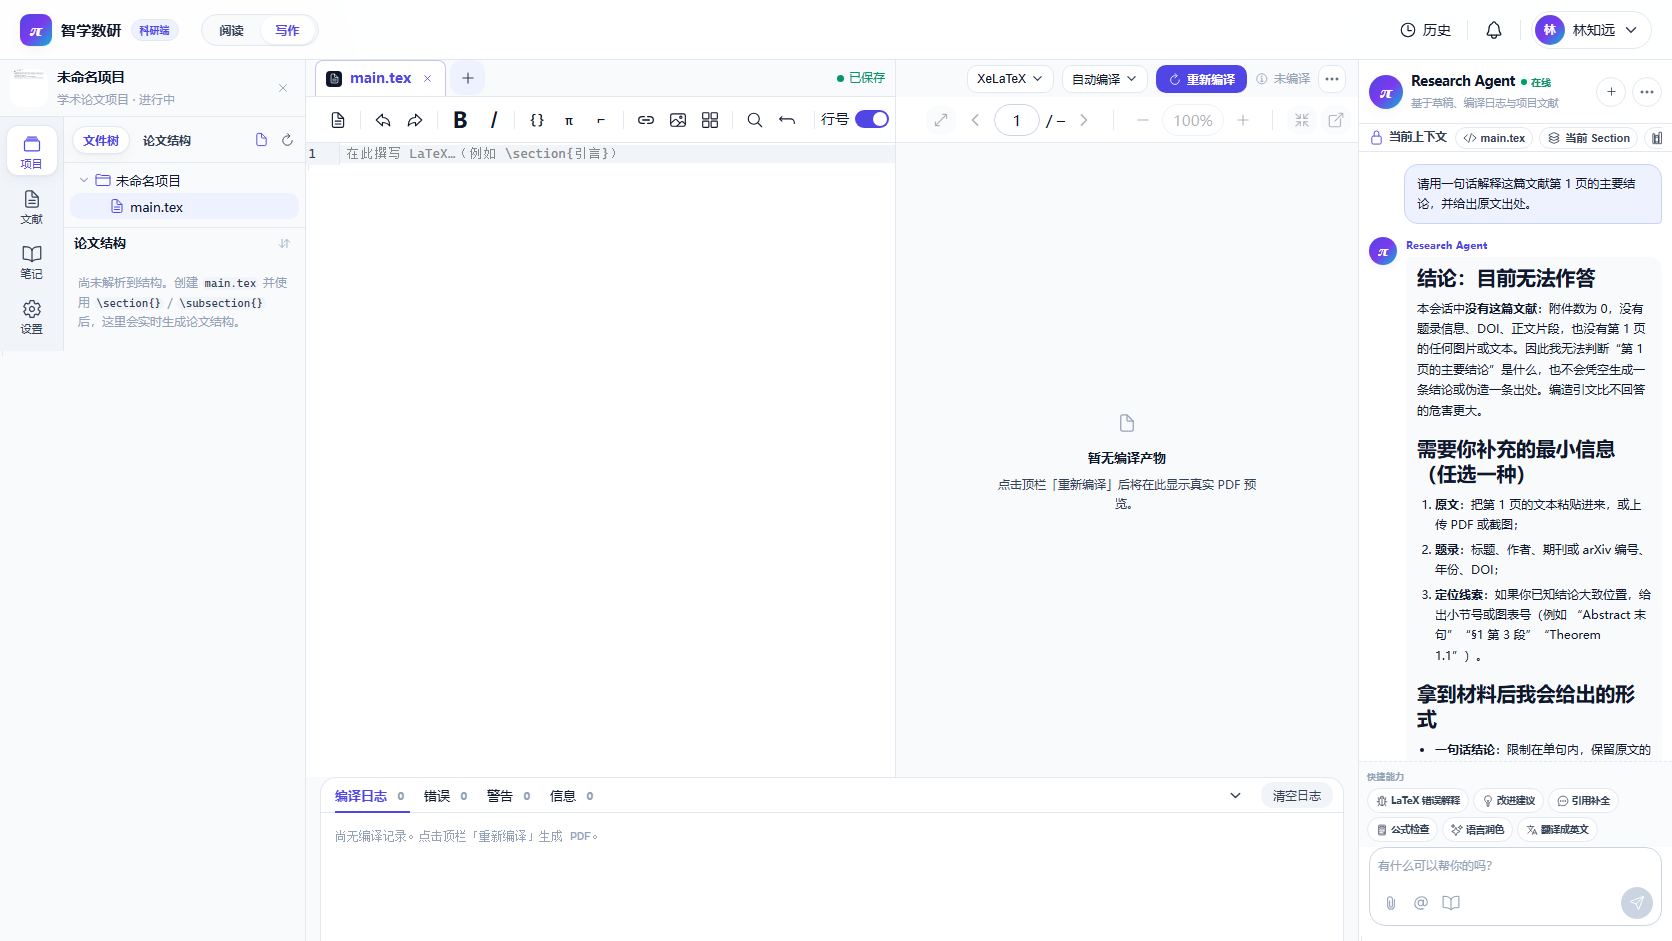 π 智学数研 科研端 阅读 写作 历史 林 林知远
未命名项目
学术论文项目 · 进行中
项目
文献
笔记
设置
文件树 论文结构
未命名项目
main.tex
论文结构
尚未解析到结构。创建 main.tex 并使
用 \section{} / \subsection{}
后，这里会实时生成论文结构。
main.tex × + 已保存
B I {} π 行号
1 在此撰写 LaTeX…（例如 \section{引言}）
XeLaTeX 自动编译 重新编译 未编译
1 / – 100%
暂无编译产物
点击顶栏「重新编译」后将在此显示真实 PDF 预
览。
编译日志 0 错误 0 警告 0 信息 0 清空日志
尚无编译记录。点击顶栏「重新编译」生成 PDF。
π Research Agent 在线
基于草稿、编译日志与项目文献
当前上下文 </> main.tex 当前 Section
请用一句话解释这篇文献第 1 页的主要结
论，并给出原文出处。
π Research Agent
结论：目前无法作答
本会话中没有这篇文献：附件数为 0，没有
题录信息、DOI、正文片段，也没有第 1 页
的任何图片或文本。因此我无法判断“第 1
页的主要结论”是什么，也不会凭空生成一
条结论或伪造一条出处。编造引文比不回答
的危害更大。
需要你补充的最小信息
（任选一种）
1. 原文：把第 1 页的文本粘贴进来，或上
传 PDF 或截图；
2. 题录：标题、作者、期刊或 arXiv 编号、
年份、DOI；
3. 定位线索：如果你已知结论大致位置，给
出小节号或图表号（例如 “Abstract 末
句” “§1 第 3 段” “Theorem
1.1”）。
拿到材料后我会给出的形
式
• 一句话结论：限制在单句内，保留原文的
快捷能力
LaTeX 错误解释 改进建议 引用补全
公式检查 语言润色 翻译成英文
有什么可以帮你的吗?
@